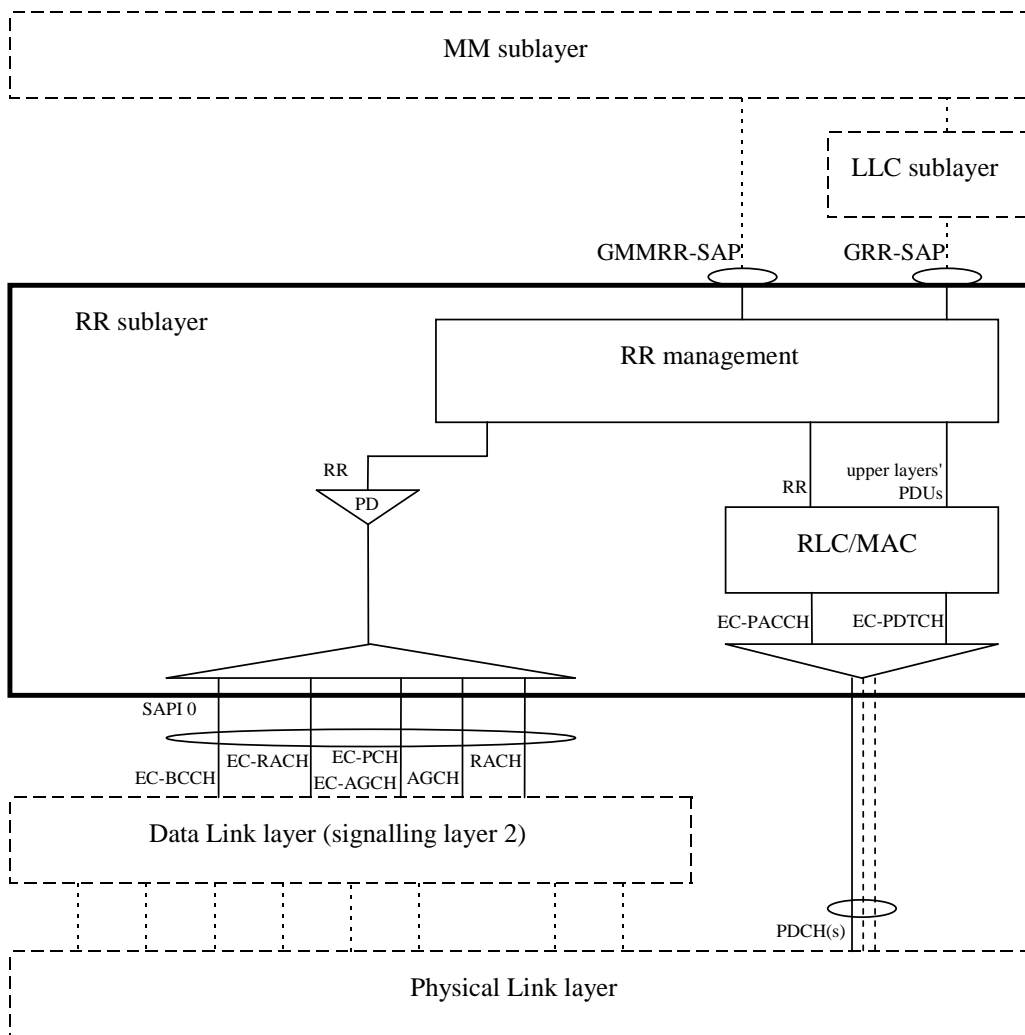 MM sublayer
LLC sublayer
GMMRR-SAP
GRR-SAP
RR sublayer
RR management
RR
PD
RR
upper layers'
PDUs
RLC/MAC
EC-PACCH
EC-PDTCH
SAPI 0
EC-BCCH
EC-RACH
EC-PCH
EC-AGCH
AGCH
RACH
Data Link layer (signalling layer 2)
PDCH(s)
Physical Link layer